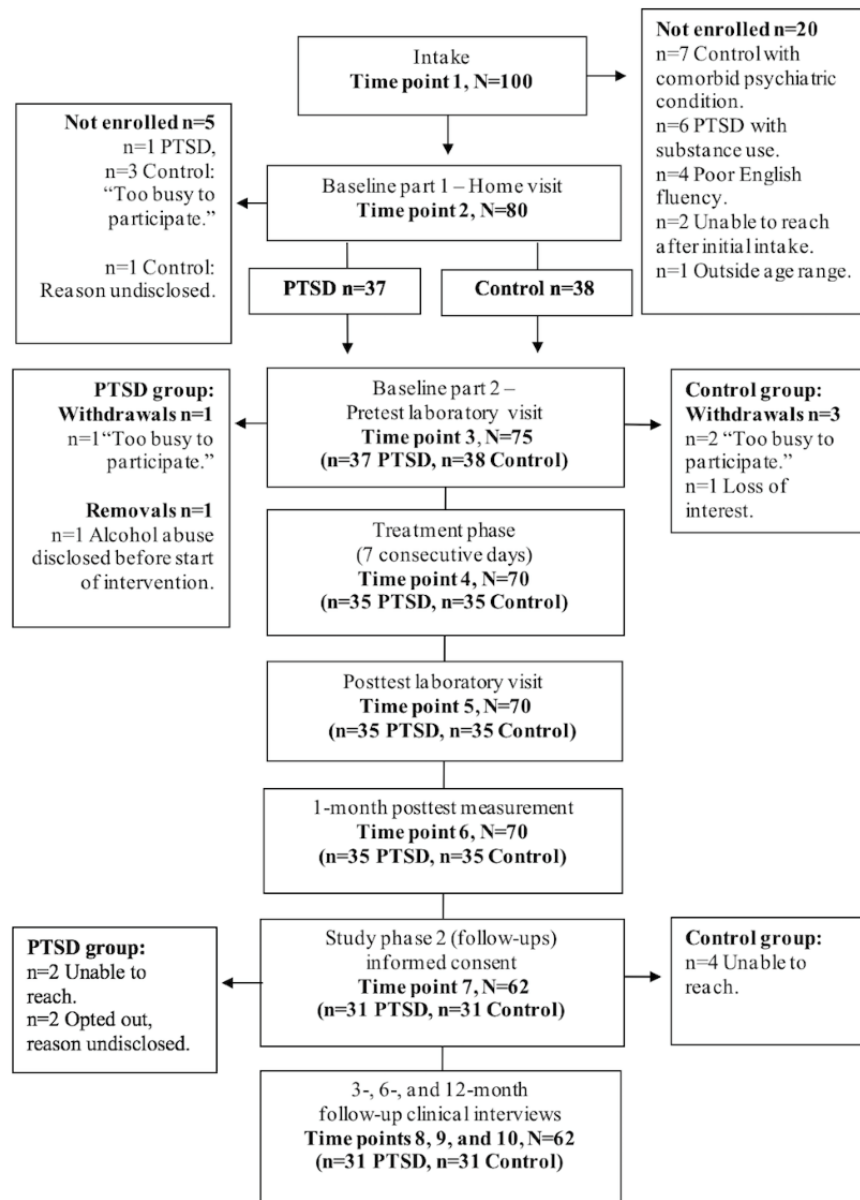 Intake
Time point 1, N=100
Not enrolled n=20
n=7 Control with
comorbid psychiatric
condition.
n=6 PTSD with
substance use.
n=4 Poor English
fluency.
n=2 Unable to reach
after initial intake.
n=1 Outside age range.
Not enrolled n=5
n=1 PTSD,
n=3 Control:
“Too busy to
participate.”
n=1 Control:
Reason undisclosed.
Baseline part 1 – Home visit
Time point 2, N=80
PTSD n=37
Control n=38
PTSD group:
Withdrawals n=1
n=1“Too busy to
participate.”
Removals n=1
n=1 Alcohol abuse
disclosed before start
of intervention.
Baseline part 2 –
Pretest laboratory visit
Time point 3, N=75
(n=37 PTSD, n=38 Control)
Control group:
Withdrawals n=3
n=2 “Too busy to
participate.”
n=1 Loss of
interest.
Treatment phase
(7 consecutive days)
Time point 4, N=70
(n=35 PTSD, n=35 Control)
Posttest laboratory visit
Time point 5, N=70
(n=35 PTSD, n=35 Control)
1-month posttest measurement
Time point 6, N=70
(n=35 PTSD, n=35 Control)
PTSD group:
n=2 Unable to
reach.
n=2 Opted out,
reason undisclosed.
Study phase 2 (follow-ups)
informed consent
Time point 7, N=62
(n=31 PTSD, n=31 Control)
Control group:
n=4 Unable to
reach.
3-, 6-, and 12-month
follow-up clinical interviews
Time points 8, 9, and 10, N=62
(n=31 PTSD, n=31 Control)